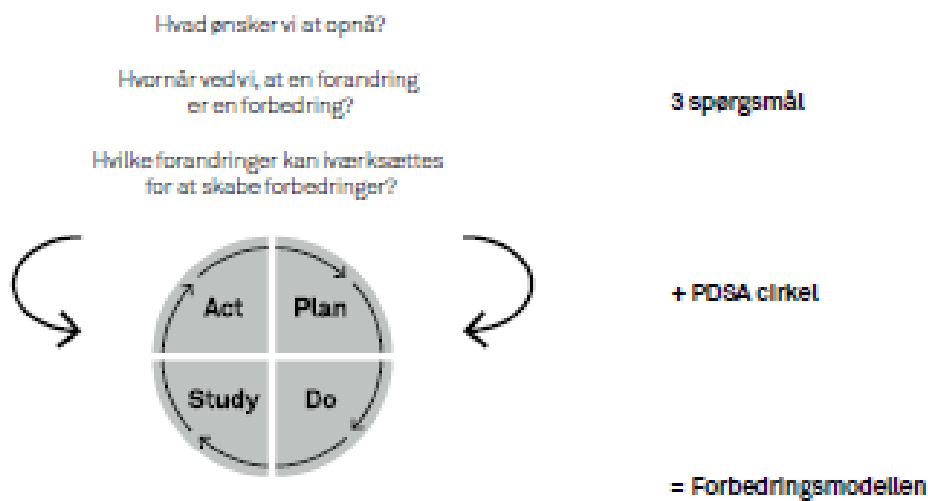 Hvad ønsker vi at opnå?
Hvornår ved vi, at en forandring
er en forbedring?
3 spørgsmål
Hvilke forandringer kan iværksættes
for at skabe forbedringer?
Act
Plan
+ PDSA cirkel
Study
Do
= Forbedringsmodellen